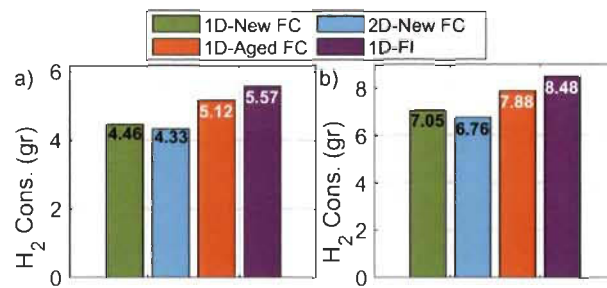 1D-New FC 2D-New FC
1D-Aged FC 1D-FI
a)
H2 Cons. (gr)
6
4
2
0
4.46
4.33
5.12
5.57
b)
H2 Cons. (gr)
8
6
4
2
0
7.05
6.76
7.88
8.48